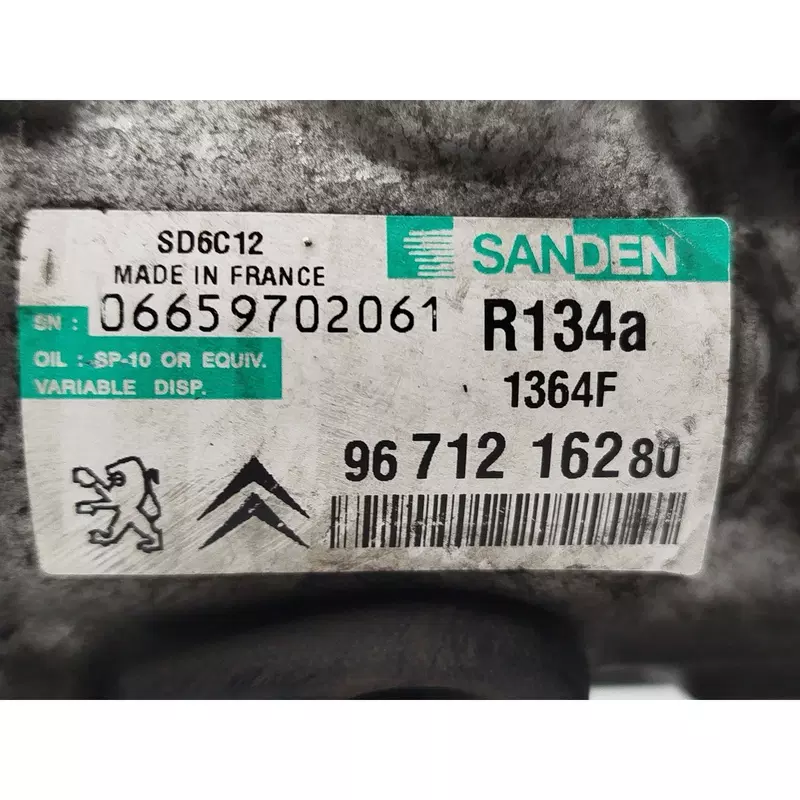 SD6C12
MADE IN FRANCE
SANDEN
SN : 06659702061
R134a
OIL : SP-10 OR EQUIV.
VARIABLE DISP.
1364F
96 712 162 80